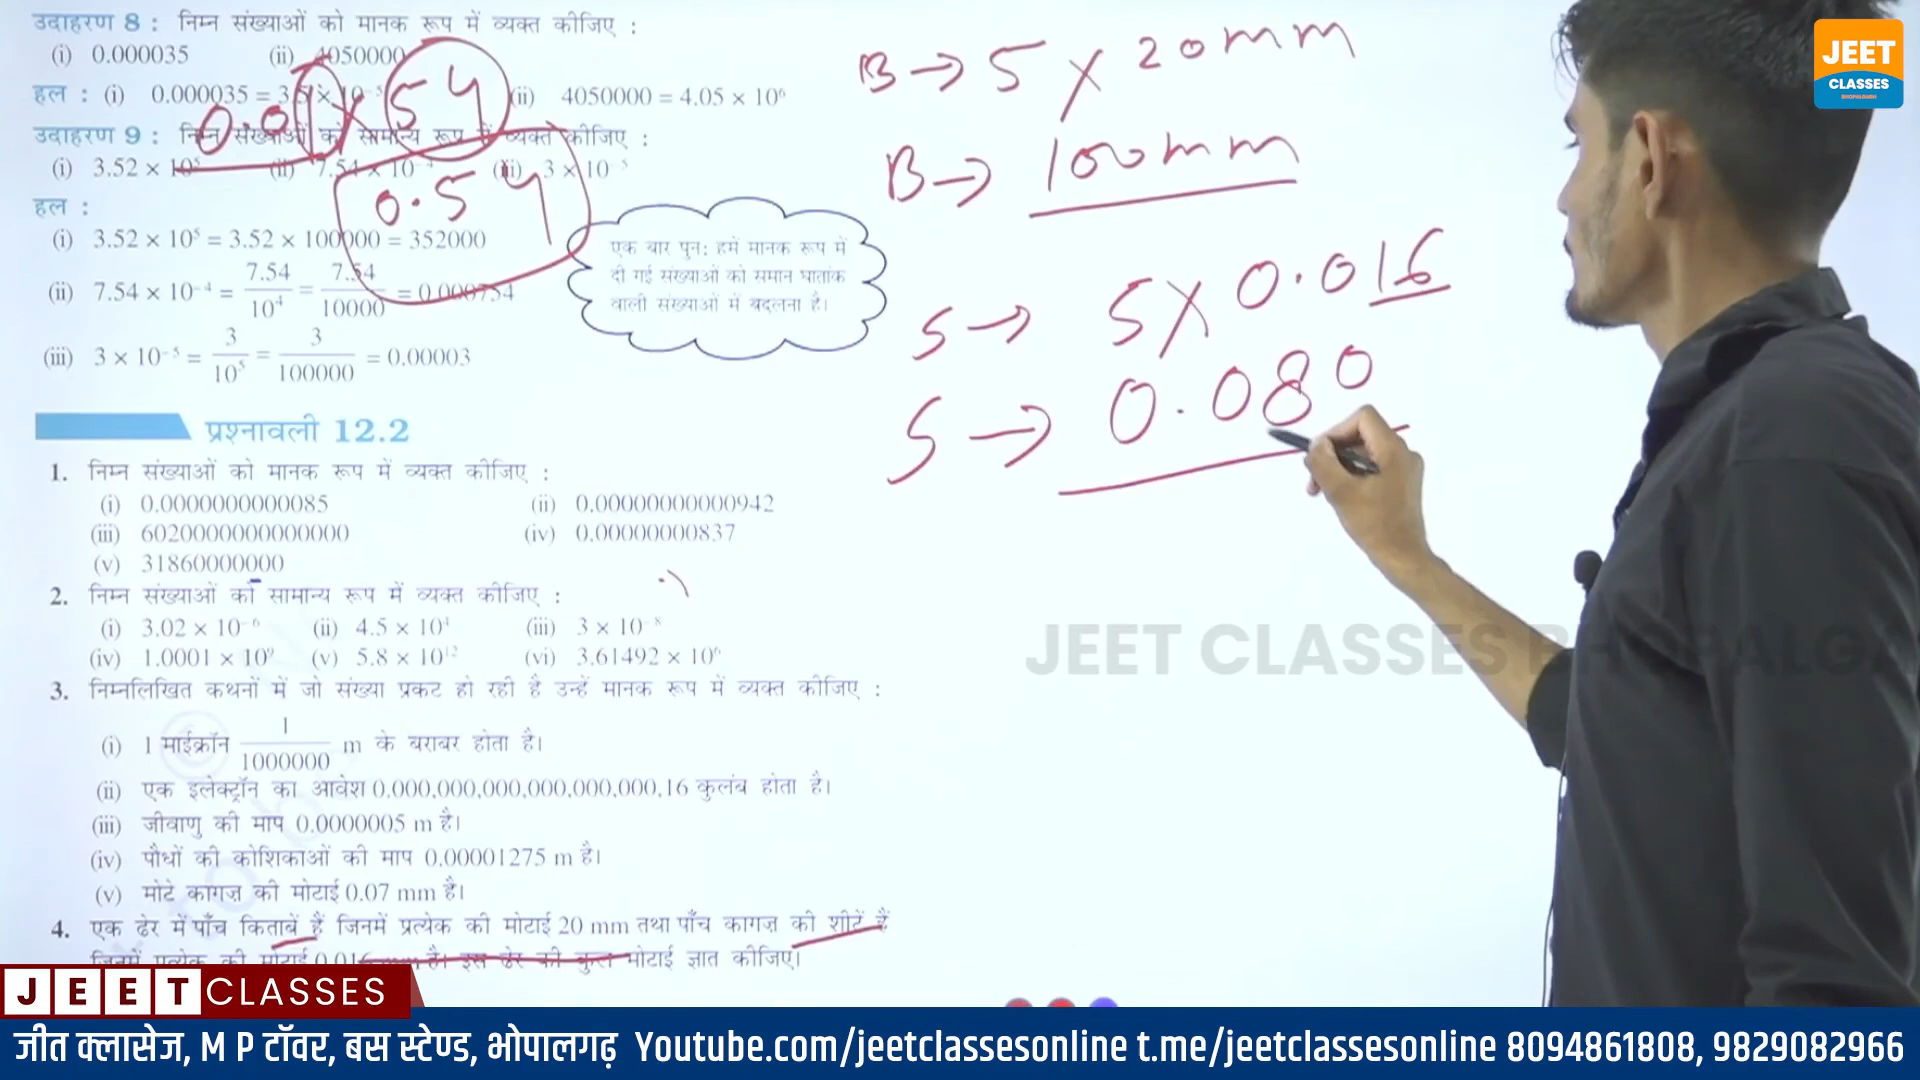 उदाहरण 8 : निम्न संख्याओं को मानक रूप में व्यक्त कीजिए :
(i) 0.000035 (ii) 4050000
हल : (i) 0.000035 = 3.5 × 10⁻⁵ (ii) 4050000 = 4.05 × 10⁶
उदाहरण 9 : निम्न संख्याओं को सामान्य रूप में व्यक्त कीजिए :
(i) 3.52 × 10⁵ (ii) 7.54 × 10⁻⁴ (iii) 3 × 10⁻⁵
हल :
(i) 3.52 × 10⁵ = 3.52 × 100000 = 352000
(ii) 7.54 × 10⁻⁴ = 7.54/10⁴ = 7.54/10000 = 0.000754
(iii) 3 × 10⁻⁵ = 3/10⁵ = 3/100000 = 0.00003
0.01 × 54
0.54
एक बार पुनः हमें मानक रूप में
दी गई संख्याओं को समान घातांक
वाली संख्याओं में बदलना है।
प्रश्नावली 12.2
1. निम्न संख्याओं को मानक रूप में व्यक्त कीजिए :
(i) 0.0000000000085 (ii) 0.00000000000942
(iii) 6020000000000000 (iv) 0.00000000837
(v) 31860000000
2. निम्न संख्याओं को सामान्य रूप में व्यक्त कीजिए :
(i) 3.02 × 10⁻⁶ (ii) 4.5 × 10⁴ (iii) 3 × 10⁻⁸
(iv) 1.0001 × 10⁹ (v) 5.8 × 10¹² (vi) 3.61492 × 10⁶
3. निम्नलिखित कथनों में जो संख्या प्रकट हो रही है उन्हें मानक रूप में व्यक्त कीजिए :
(i) 1 माईक्रॉन 1/1000000 m के बराबर होता है।
(ii) एक इलेक्ट्रॉन का आवेश 0.000,000,000,000,000,000,16 कुलंब होता है।
(iii) जीवाणु की माप 0.0000005 m है।
(iv) पौधों की कोशिकाओं की माप 0.00001275 m है।
(v) मोटे कागज़ की मोटाई 0.07 mm है।
4. एक ढेर में पाँच किताबें हैं जिनमें प्रत्येक की मोटाई 20 mm तथा पाँच कागज़ की शीटें हैं
जिनमें प्रत्येक की मोटाई 0.016 mm है। इस ढेर की कुल मोटाई ज्ञात कीजिए।
B → 5 × 20mm
B → 100mm
S → 5 × 0.016
S → 0.080
JEET
CLASSES
BHOPALGARH
JEET CLASSES BHOPALGA
JEET CLASSES
जीत क्लासेज, M P टॉवर, बस स्टेण्ड, भोपालगढ़ Youtube.com/jeetclassesonline t.me/jeetclassesonline 8094861808, 9829082966